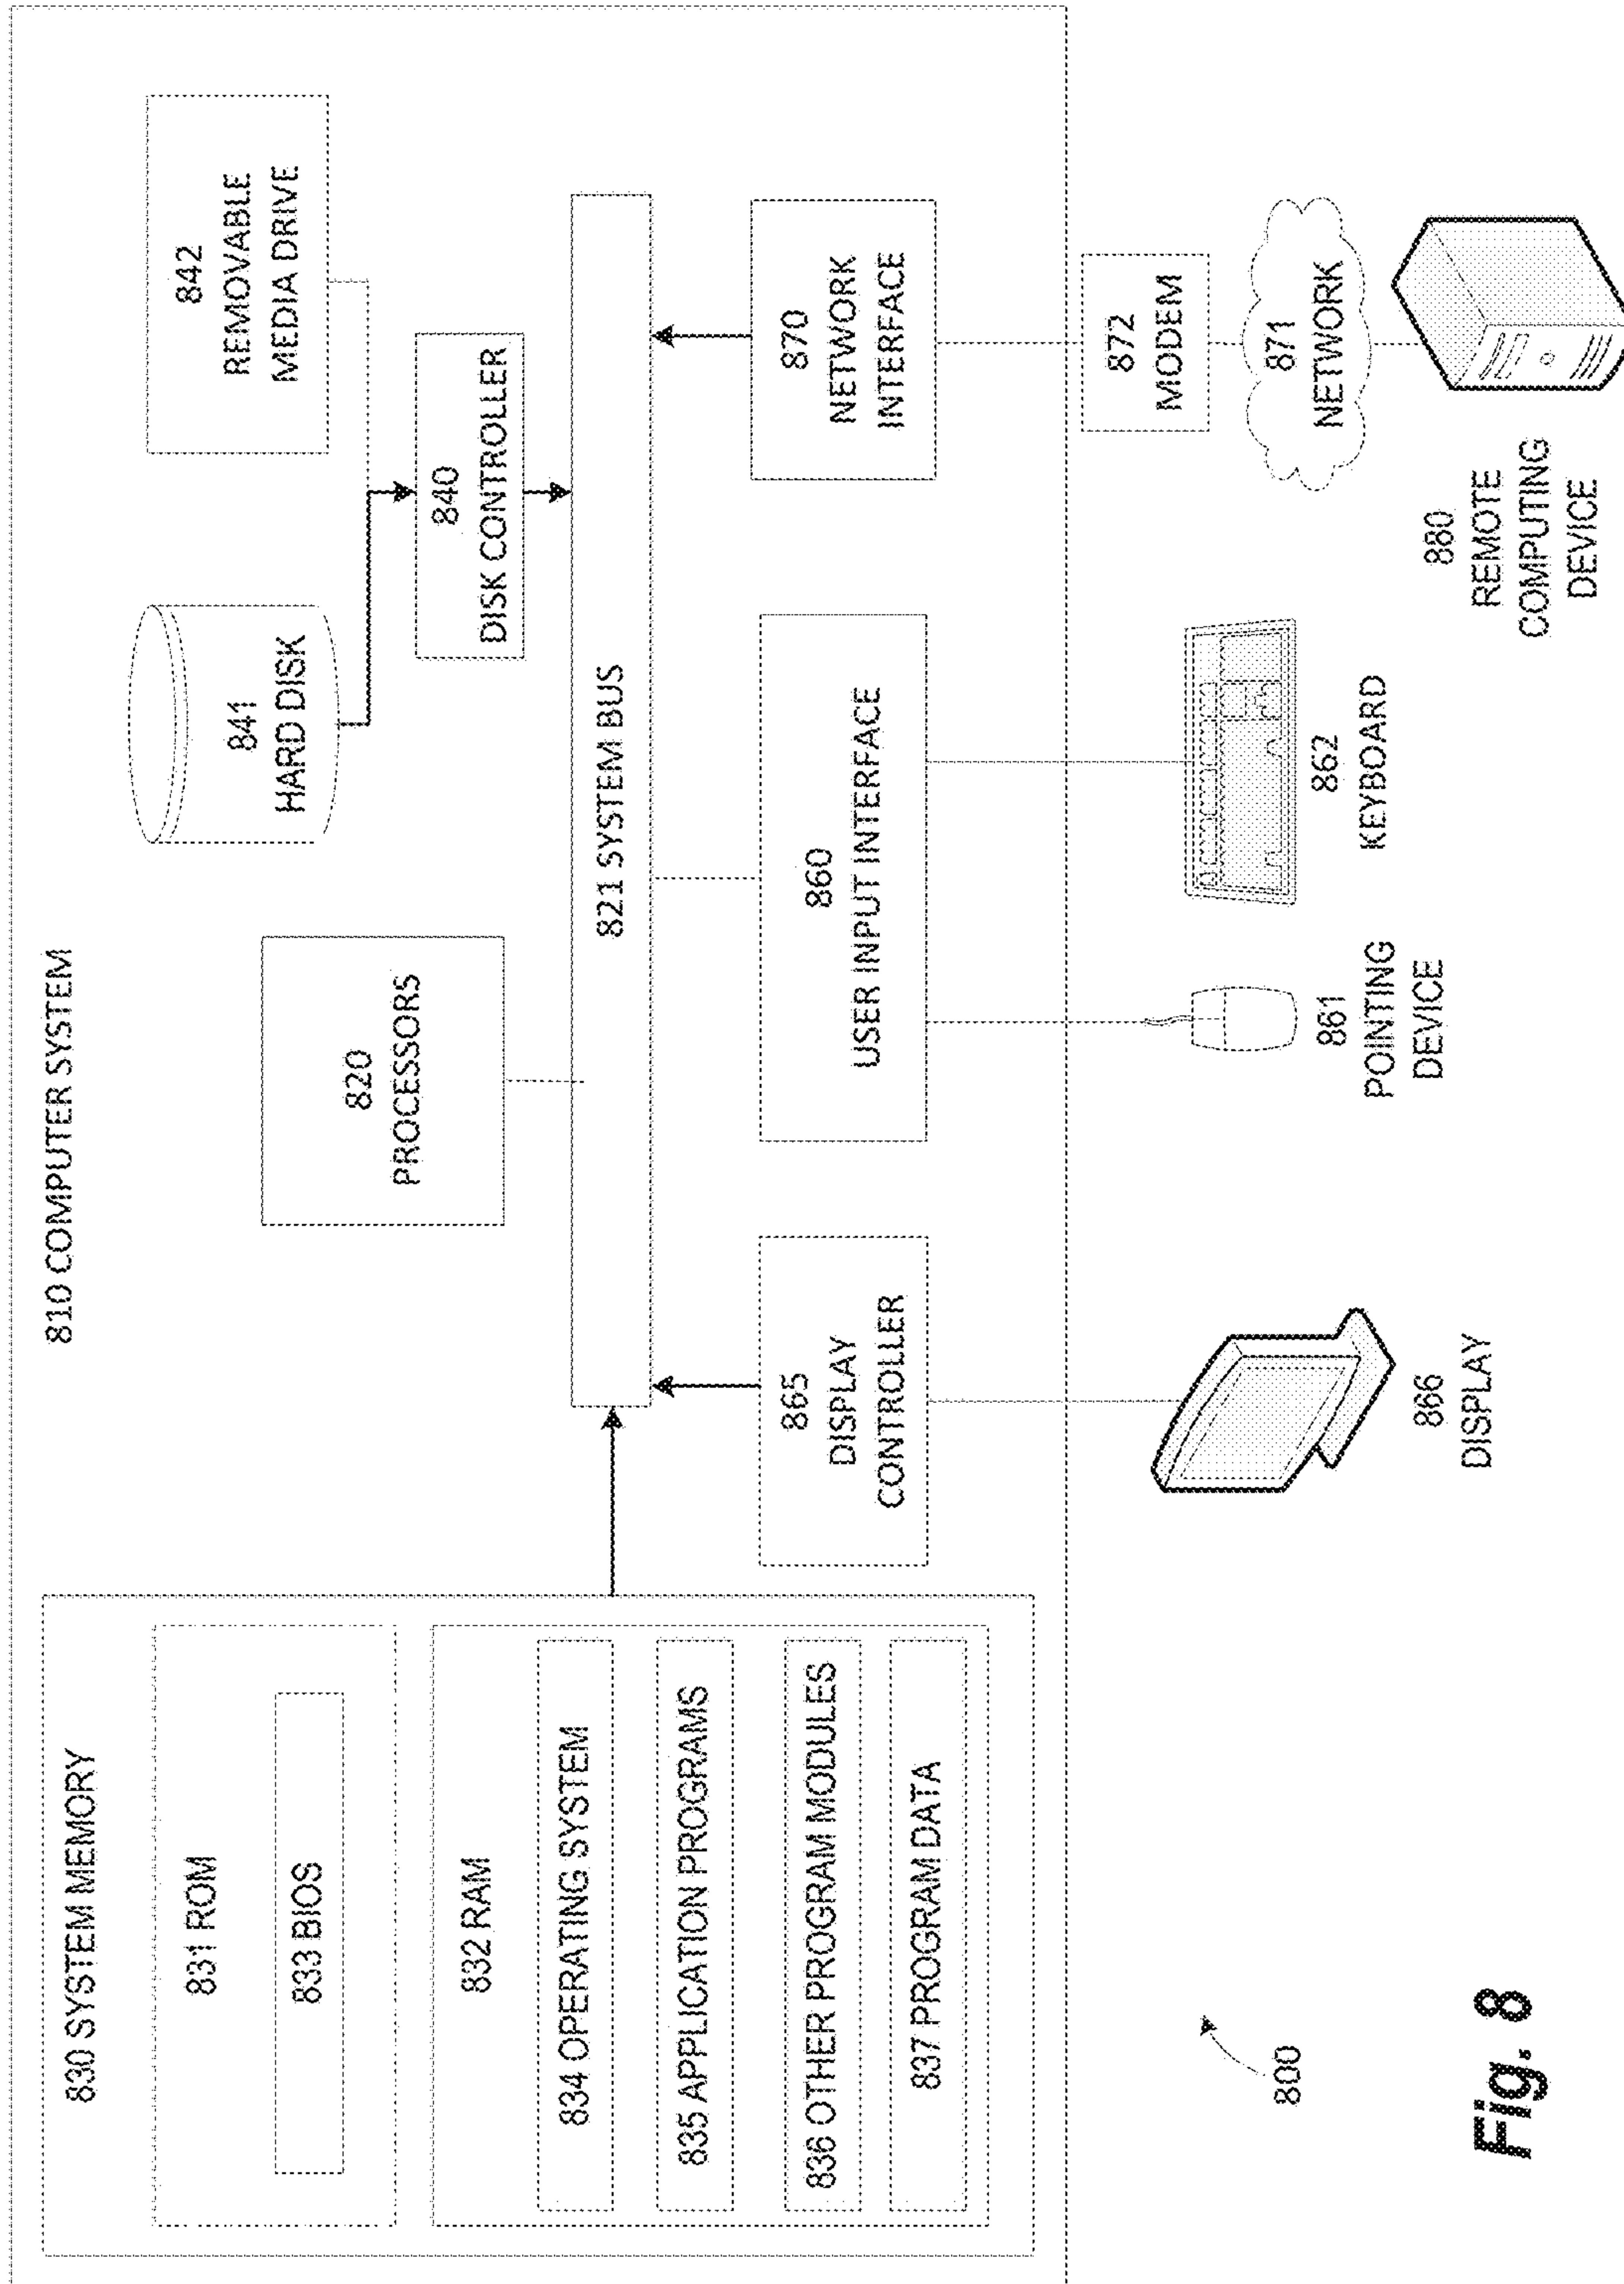 810 COMPUTER SYSTEM
830 SYSTEM MEMORY
831 ROM
833 BIOS
832 RAM
834 OPERATING SYSTEM
835 APPLICATION PROGRAMS
836 OTHER PROGRAM MODULES
837 PROGRAM DATA
820
PROCESSORS
841
HARD DISK
842
REMOVABLE
MEDIA DRIVE
840
DISK CONTROLLER
821 SYSTEM BUS
865
DISPLAY
CONTROLLER
860
USER INPUT INTERFACE
870
NETWORK
INTERFACE
872
MODEM
871
NETWORK
866
DISPLAY
861
POINTING
DEVICE
862
KEYBOARD
880
REMOTE
COMPUTING
DEVICE
800
Fig. 8